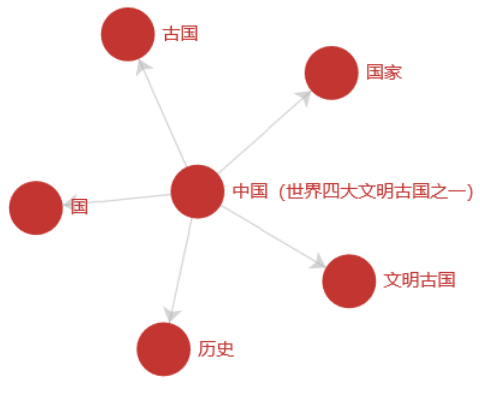 古国
国家
中国（世界四大文明古国之一）
国
文明古国
历史